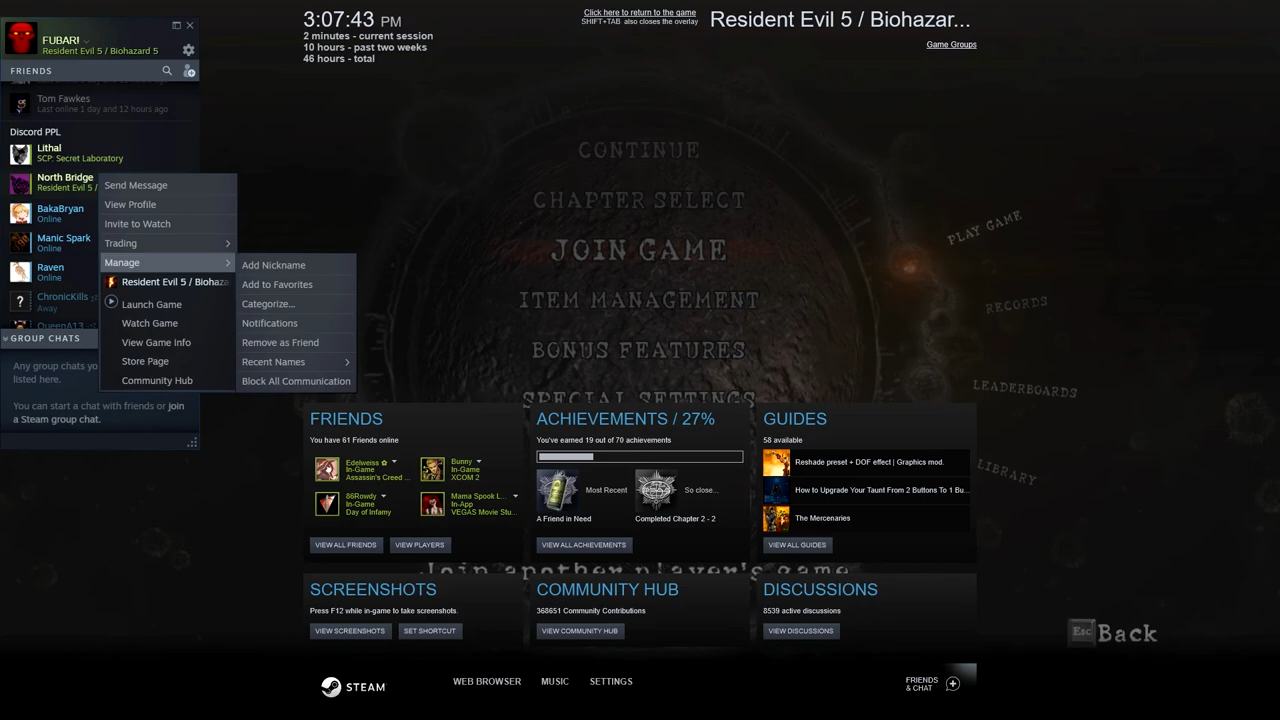 FUBAR!
Resident Evil 5 / Biohazard 5
FRIENDS
Tom Fawkes
Last online 1 day and 12 hours ago
Discord PPL
Lithal
SCP: Secret Laboratory
North Bridge
Resident Evil 5 /
BakaBryan
Online
Manic Spark
Online
Raven
Online
ChronicKills
Away
QueenA13
GROUP CHATS
Any group chats yo
listed here.
You can start a chat with friends or join
a Steam group chat.
Send Message
View Profile
Invite to Watch
Trading
Manage
Resident Evil 5 / Biohaza
Launch Game
Watch Game
View Game Info
Store Page
Community Hub
Add Nickname
Add to Favorites
Categorize...
Notifications
Remove as Friend
Recent Names
Block All Communication
3:07:43 PM
2 minutes - current session
10 hours - past two weeks
46 hours - total
Click here to return to the game
SHIFT+TAB also closes the overlay
Resident Evil 5 / Biohazar...
Game Groups
CONTINUE
CHAPTER SELECT
JOIN GAME
ITEM MANAGEMENT
BONUS FEATURES
SPECIAL SETTINGS
PLAY GAME
RECORDS
LEADERBOARDS
LIBRARY
FRIENDS
You have 61 Friends online
Edelweiss ✿
In-Game
Assassin's Creed ...
Bunny
In-Game
XCOM 2
86Rowdy
In-Game
Day of Infamy
Mama Spook L...
In-App
VEGAS Movie Stu...
VIEW ALL FRIENDS
VIEW PLAYERS
ACHIEVEMENTS / 27%
You've earned 19 out of 70 achievements
Most Recent
So close...
A Friend in Need
Completed Chapter 2 - 2
VIEW ALL ACHIEVEMENTS
GUIDES
58 available
Reshade preset + DOF effect | Graphics mod.
How to Upgrade Your Taunt From 2 Buttons To 1 Bu...
The Mercenaries
VIEW ALL GUIDES
Join another player's game
SCREENSHOTS
Press F12 while in-game to take screenshots.
VIEW SCREENSHOTS
SET SHORTCUT
COMMUNITY HUB
368651 Community Contributions
VIEW COMMUNITY HUB
DISCUSSIONS
8539 active discussions
VIEW DISCUSSIONS
Esc Back
STEAM
WEB BROWSER
MUSIC
SETTINGS
FRIENDS
& CHAT